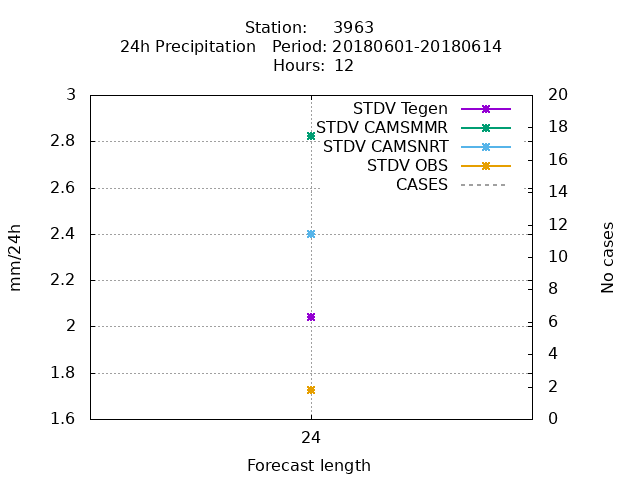 Station: 3963
24h Precipitation Period: 20180601-20180614
Hours: 12
3
2.8
2.6
2.4
2.2
2
1.8
1.6
mm/24h
STDV Tegen
STDV CAMSMMR
STDV CAMSNRT
STDV OBS
CASES
20
18
16
14
12
10
8
6
4
2
0
No cases
24
Forecast length